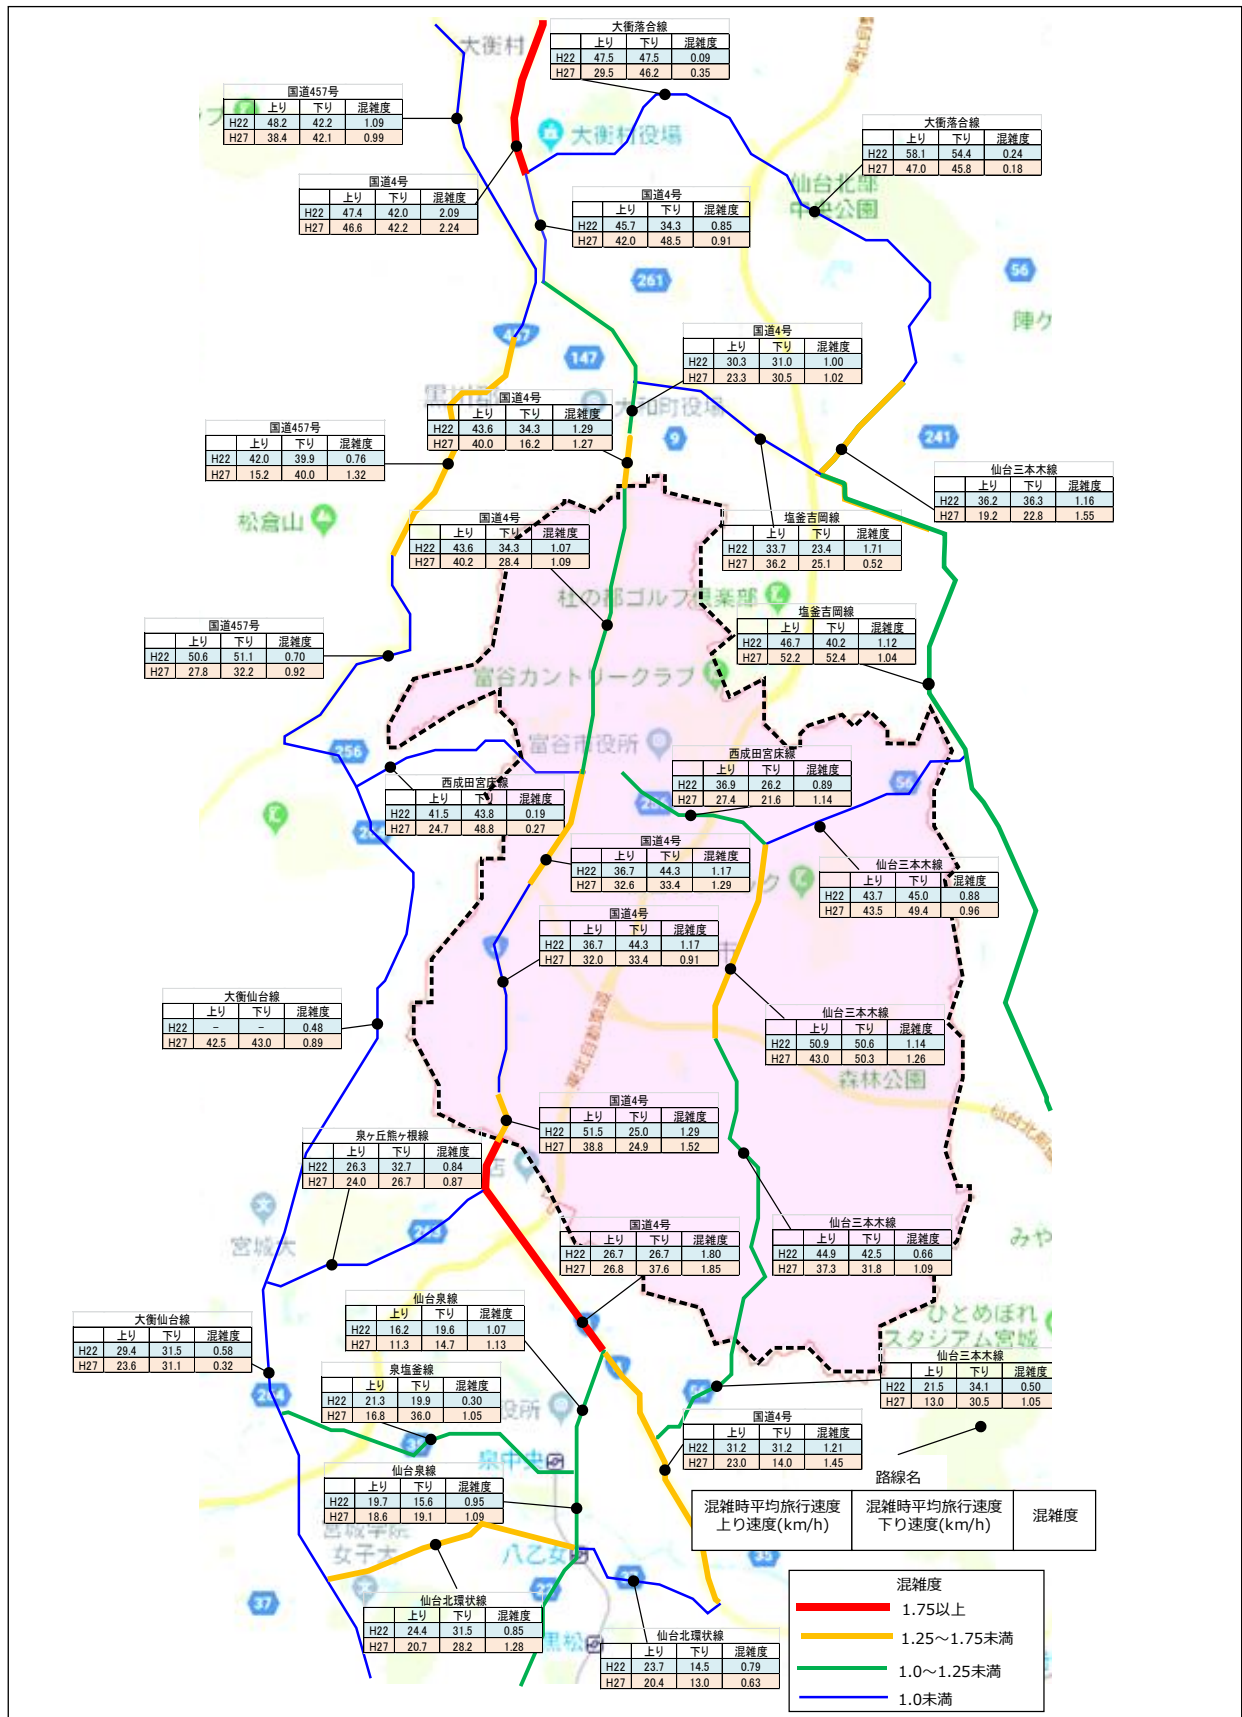 大衡落合線
上り 下り 混雑度
H22 47.5 47.5 0.09
H27 29.5 46.2 0.35
大衡村
国道457号
上り 下り 混雑度
H22 48.2 42.2 1.09
H27 38.4 42.1 0.99
大衡村役場
大衡落合線
上り 下り 混雑度
H22 58.1 54.4 0.24
H27 47.0 45.8 0.18
国道4号
上り 下り 混雑度
H22 47.4 42.0 2.09
H27 46.6 42.2 2.24
仙台北部
中央公園
国道4号
上り 下り 混雑度
H22 45.7 34.3 0.85
H27 42.0 48.5 0.91
261
56
陣ケ
国道4号
上り 下り 混雑度
H22 30.3 31.0 1.00
H27 23.3 30.5 1.02
147
国道4号
上り 下り 混雑度
H22 43.6 34.3 1.29
H27 40.0 16.2 1.27
大和町役場
9
241
国道457号
上り 下り 混雑度
H22 42.0 39.9 0.76
H27 15.2 40.0 1.32
仙台三本木線
上り 下り 混雑度
H22 36.2 36.3 1.16
H27 19.2 22.8 1.55
松倉山
国道4号
上り 下り 混雑度
H22 43.6 34.3 1.07
H27 40.2 28.4 1.09
塩釜吉岡線
上り 下り 混雑度
H22 33.7 23.4 1.71
H27 36.2 25.1 0.52
杜の都ゴルフ倶楽部
塩釜吉岡線
上り 下り 混雑度
H22 46.7 40.2 1.12
H27 52.2 52.4 1.04
国道457号
上り 下り 混雑度
H22 50.6 51.1 0.70
H27 27.8 32.2 0.92
富谷カントリークラブ
富谷市役所
256
西成田宮床線
上り 下り 混雑度
H22 36.9 26.2 0.89
H27 27.4 21.6 1.14
56
西成田宮床線
上り 下り 混雑度
H22 41.5 43.8 0.19
H27 24.7 48.8 0.27
国道4号
上り 下り 混雑度
H22 36.7 44.3 1.17
H27 32.6 33.4 1.29
仙台三本木線
上り 下り 混雑度
H22 43.7 45.0 0.88
H27 43.5 49.4 0.96
国道4号
上り 下り 混雑度
H22 36.7 44.3 1.17
H27 32.0 33.4 0.91
市
大衡仙台線
上り 下り 混雑度
H22 － － 0.48
H27 42.5 43.0 0.89
仙台三本木線
上り 下り 混雑度
H22 50.9 50.6 1.14
H27 43.0 50.3 1.26
東北自動車道
森林公園
国道4号
上り 下り 混雑度
H22 51.5 25.0 1.29
H27 38.8 24.9 1.52
泉ヶ丘熊ヶ根線
上り 下り 混雑度
H22 26.3 32.7 0.84
H27 24.0 26.7 0.87
店
宮城大
国道4号
上り 下り 混雑度
H22 26.7 26.7 1.80
H27 26.8 37.6 1.85
仙台三本木線
上り 下り 混雑度
H22 44.9 42.5 0.66
H27 37.3 31.8 1.09
みや
仙台泉線
上り 下り 混雑度
H22 16.2 19.6 1.07
H27 11.3 14.7 1.13
ひとめぼれ
スタジアム宮城
大衡仙台線
上り 下り 混雑度
H22 29.4 31.5 0.58
H27 23.6 31.1 0.32
仙台三本木線
上り 下り 混雑度
H22 21.5 34.1 0.50
H27 13.0 30.5 1.05
泉塩釜線
上り 下り 混雑度
H22 21.3 19.9 0.30
H27 16.8 36.0 1.05
役所
国道4号
上り 下り 混雑度
H22 31.2 31.2 1.21
H27 23.0 14.0 1.45
泉中央
仙台泉線
上り 下り 混雑度
H22 19.7 15.6 0.95
H27 18.6 19.1 1.09
路線名
混雑時平均旅行速度 上り速度(km/h)
混雑時平均旅行速度 下り速度(km/h)
混雑度
女子大
八乙女
35
37
仙台北環状線
上り 下り 混雑度
H22 24.4 31.5 0.85
H27 20.7 28.2 1.28
黒松
仙台北環状線
上り 下り 混雑度
H22 23.7 14.5 0.79
H27 20.4 13.0 0.63
混雑度
1.75以上
1.25～1.75未満
1.0～1.25未満
1.0未満